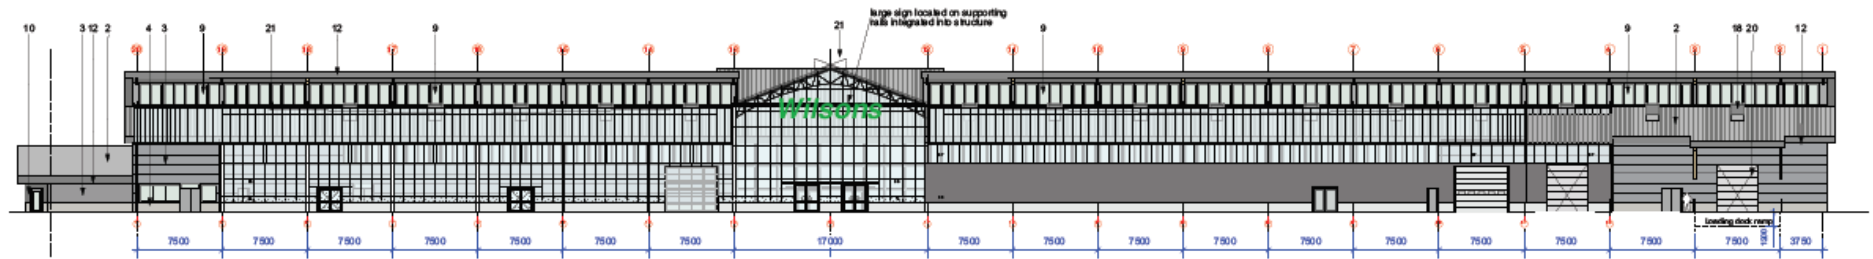 large sign located on supporting
rails integrated into structure
10 3 12 2 4 3 9 21 12 9 21 9 9 2 18 20 12
Wilsons
Loading dock ramp
1200
7500 7500 7500 7500 7500 7500 7500 17000 7500 7500 7500 7500 7500 7500 7500 7500 7500 7500 3750